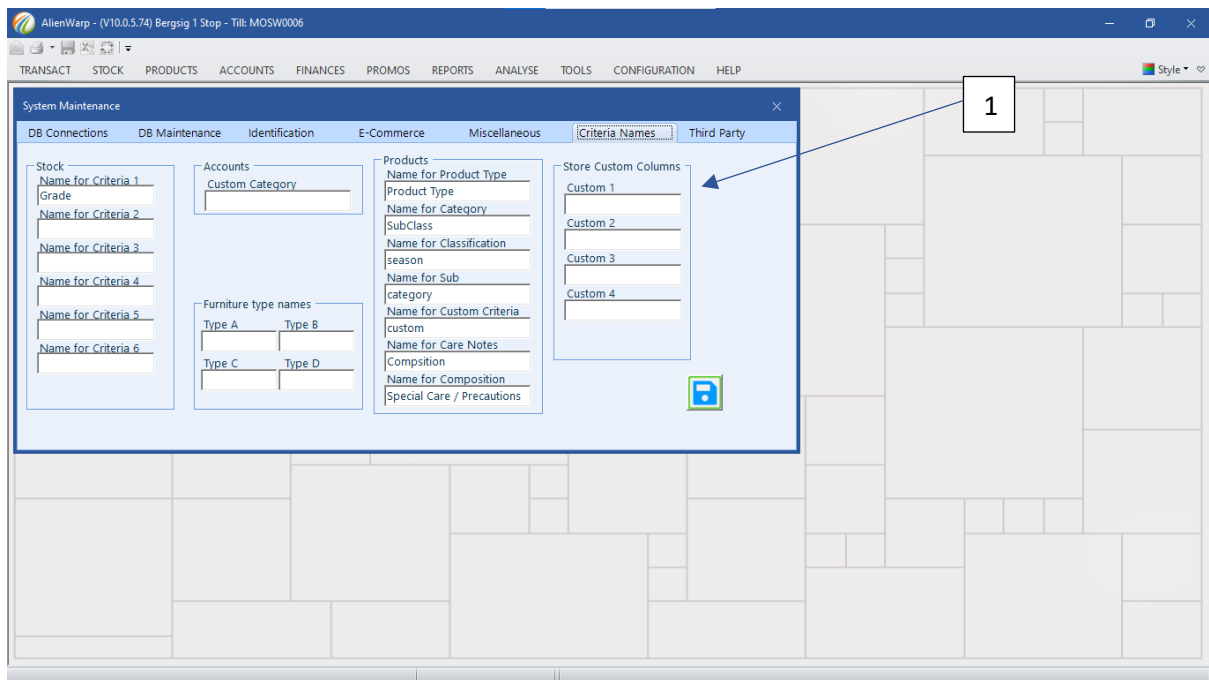 AlienWarp - (V10.0.5.74) Bergsig 1 Stop - Till: MOSW0006
TRANSACT STOCK PRODUCTS ACCOUNTS FINANCES PROMOS REPORTS ANALYSE TOOLS CONFIGURATION HELP Style
1
System Maintenance
DB Connections DB Maintenance Identification E-Commerce Miscellaneous Criteria Names Third Party
Stock
Name for Criteria 1
Grade
Name for Criteria 2
Name for Criteria 3
Name for Criteria 4
Name for Criteria 5
Name for Criteria 6
Accounts
Custom Category
Furniture type names
Type A Type B
Type C Type D
Products
Name for Product Type
Product Type
Name for Category
SubClass
Name for Classification
season
Name for Sub
category
Name for Custom Criteria
custom
Name for Care Notes
Compsition
Name for Composition
Special Care / Precautions
Store Custom Columns
Custom 1
Custom 2
Custom 3
Custom 4